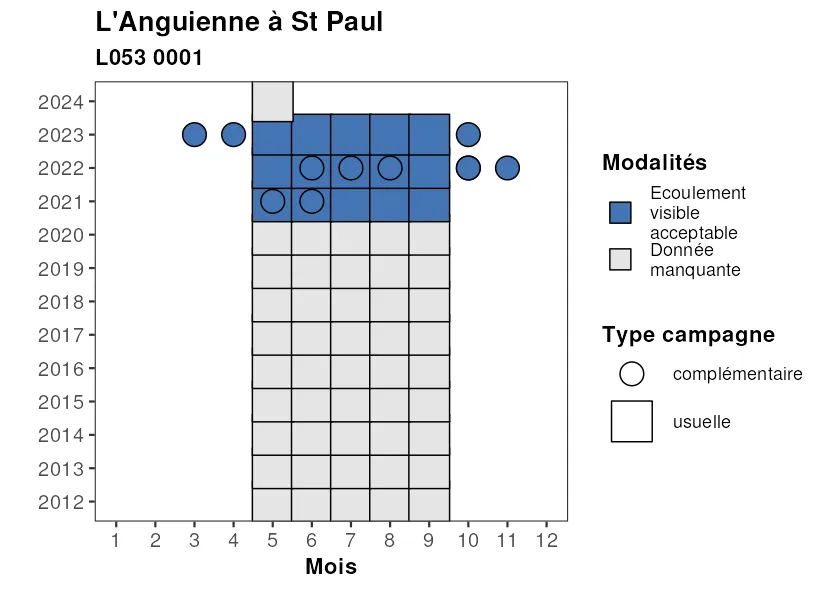 L'Anguienne à St Paul
L053 0001
2024
2023
2022
2021
2020
2019
2018
2017
2016
2015
2014
2013
2012
1 2 3 4 5 6 7 8 9 10 11 12
Mois
Modalités
Ecoulement
visible
acceptable
Donnée
manquante
Type campagne
complémentaire
usuelle